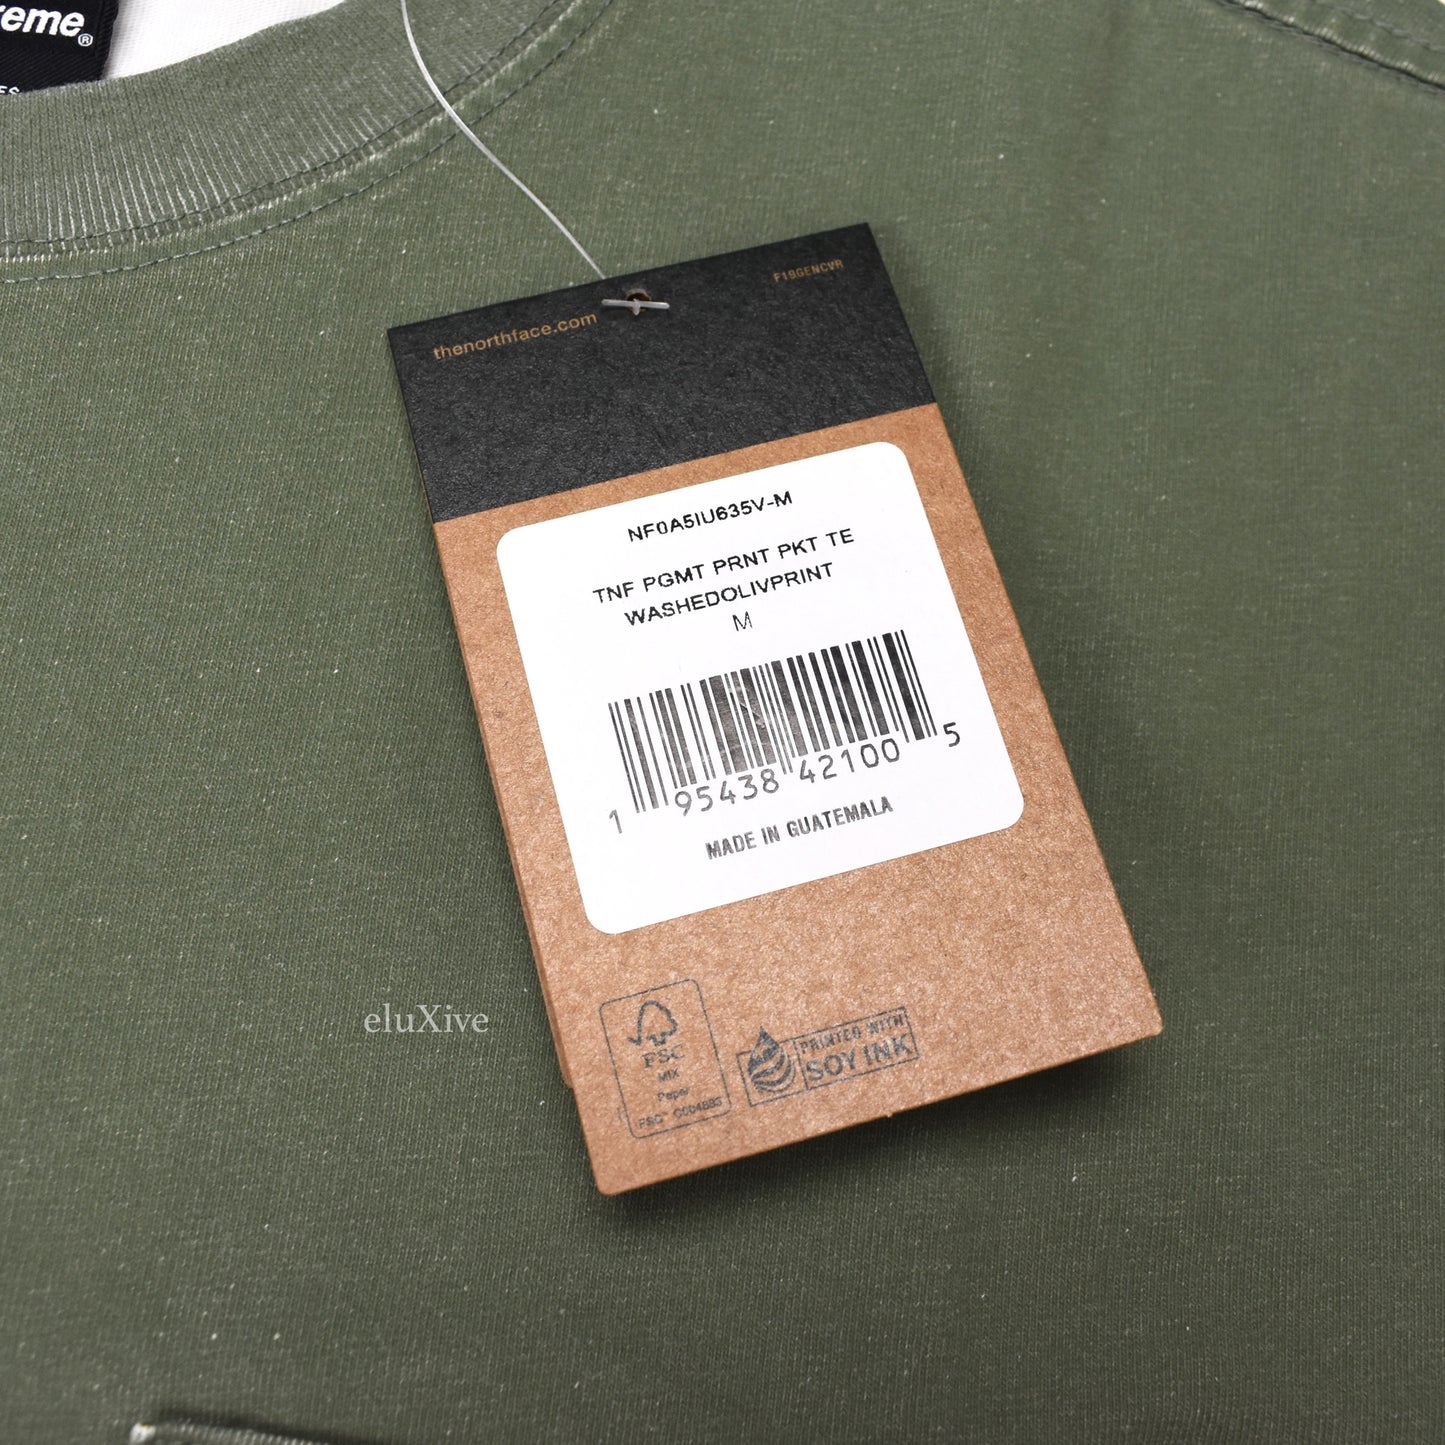 reme®
thenorthface.com
F19GENCVR
NF0A5IU635V-M
TNF PGMT PRNT PKT TE
WASHEDOLIVPRINT
M
1 95438 42100 5
MADE IN GUATEMALA
eluXive
FSC
MIX
Paper
PRINTED WITH
SOY INK